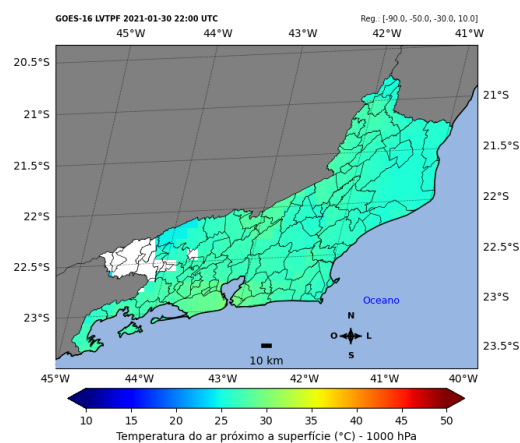 GOES-16 LVTPF 2021-01-30 22:00 UTC
Reg.: [-90.0, -50.0, -30.0, 10.0]
45°W 44°W 43°W 42°W 41°W
20.5°S
21°S 21°S
21.5°S 21.5°S
22°S 22°S
22.5°S 22.5°S
23°S 23°S
23.5°S
Oceano
N
O L
S
10 km
45°W 44°W 43°W 42°W 41°W 40°W
10 15 20 25 30 35 40 45 50
Temperatura do ar próximo a superfície (°C) - 1000 hPa